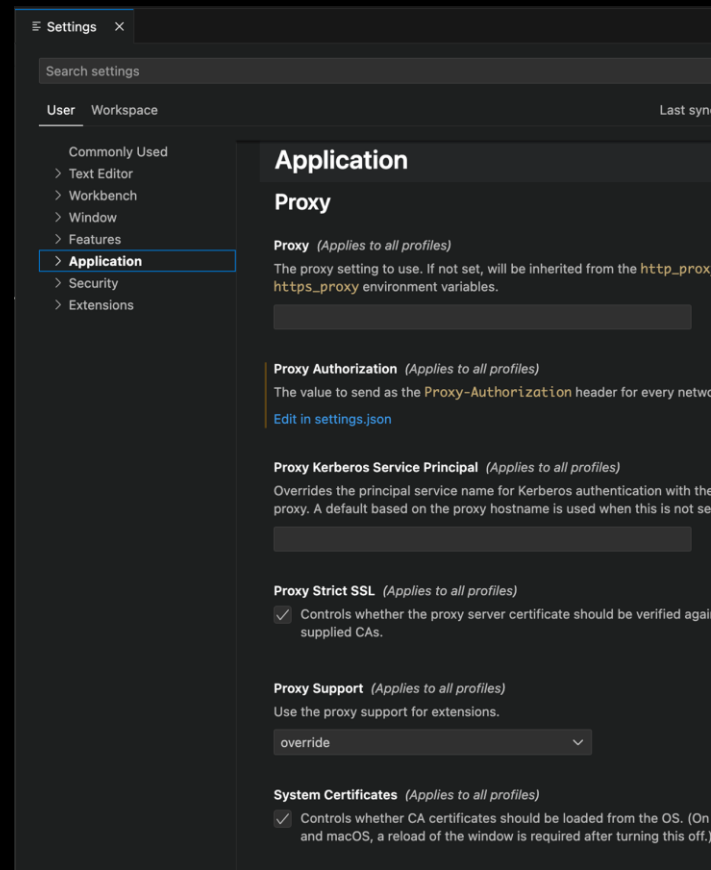 Settings
Search settings
User Workspace
Last sync
Commonly Used
Text Editor
Workbench
Window
Features
Application
Security
Extensions
Application
Proxy
Proxy (Applies to all profiles)
The proxy setting to use. If not set, will be inherited from the http_prox
https_proxy environment variables.
Proxy Authorization (Applies to all profiles)
The value to send as the Proxy-Authorization header for every netwo
Edit in settings.json
Proxy Kerberos Service Principal (Applies to all profiles)
Overrides the principal service name for Kerberos authentication with the
proxy. A default based on the proxy hostname is used when this is not se
Proxy Strict SSL (Applies to all profiles)
Controls whether the proxy server certificate should be verified agai
supplied CAs.
Proxy Support (Applies to all profiles)
Use the proxy support for extensions.
override
System Certificates (Applies to all profiles)
Controls whether CA certificates should be loaded from the OS. (On
and macOS, a reload of the window is required after turning this off.)